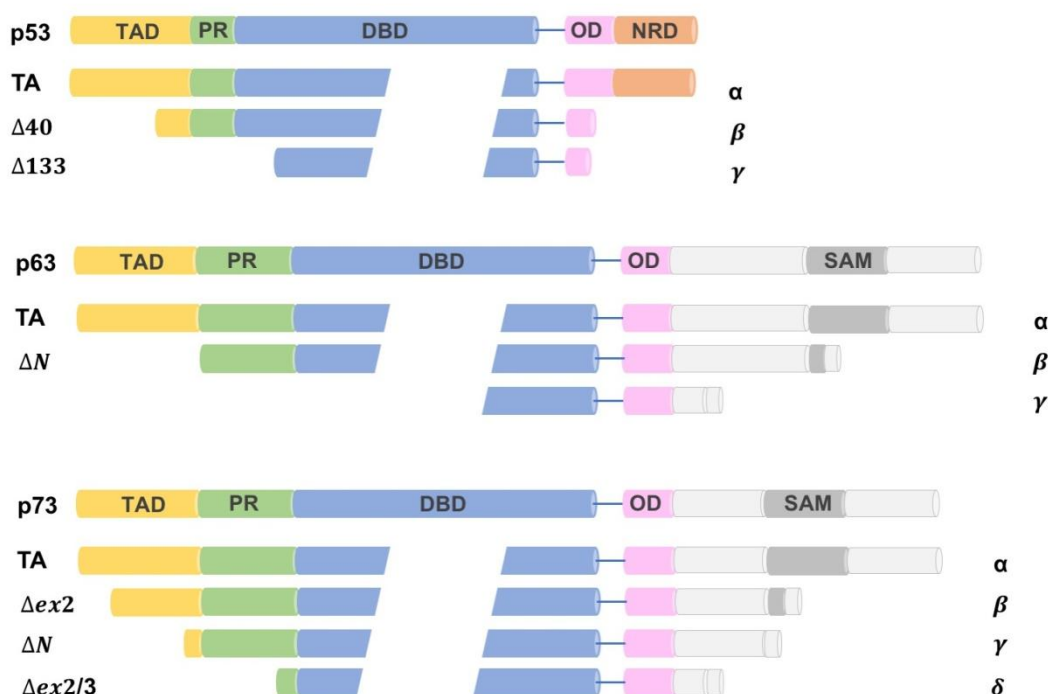 p53 TAD PR DBD OD NRD
TA α
Δ40 β
Δ133 γ
p63 TAD PR DBD OD SAM
TA α
ΔN β
γ
p73 TAD PR DBD OD SAM
TA α
Δex2 β
ΔN γ
Δex2/3 δ